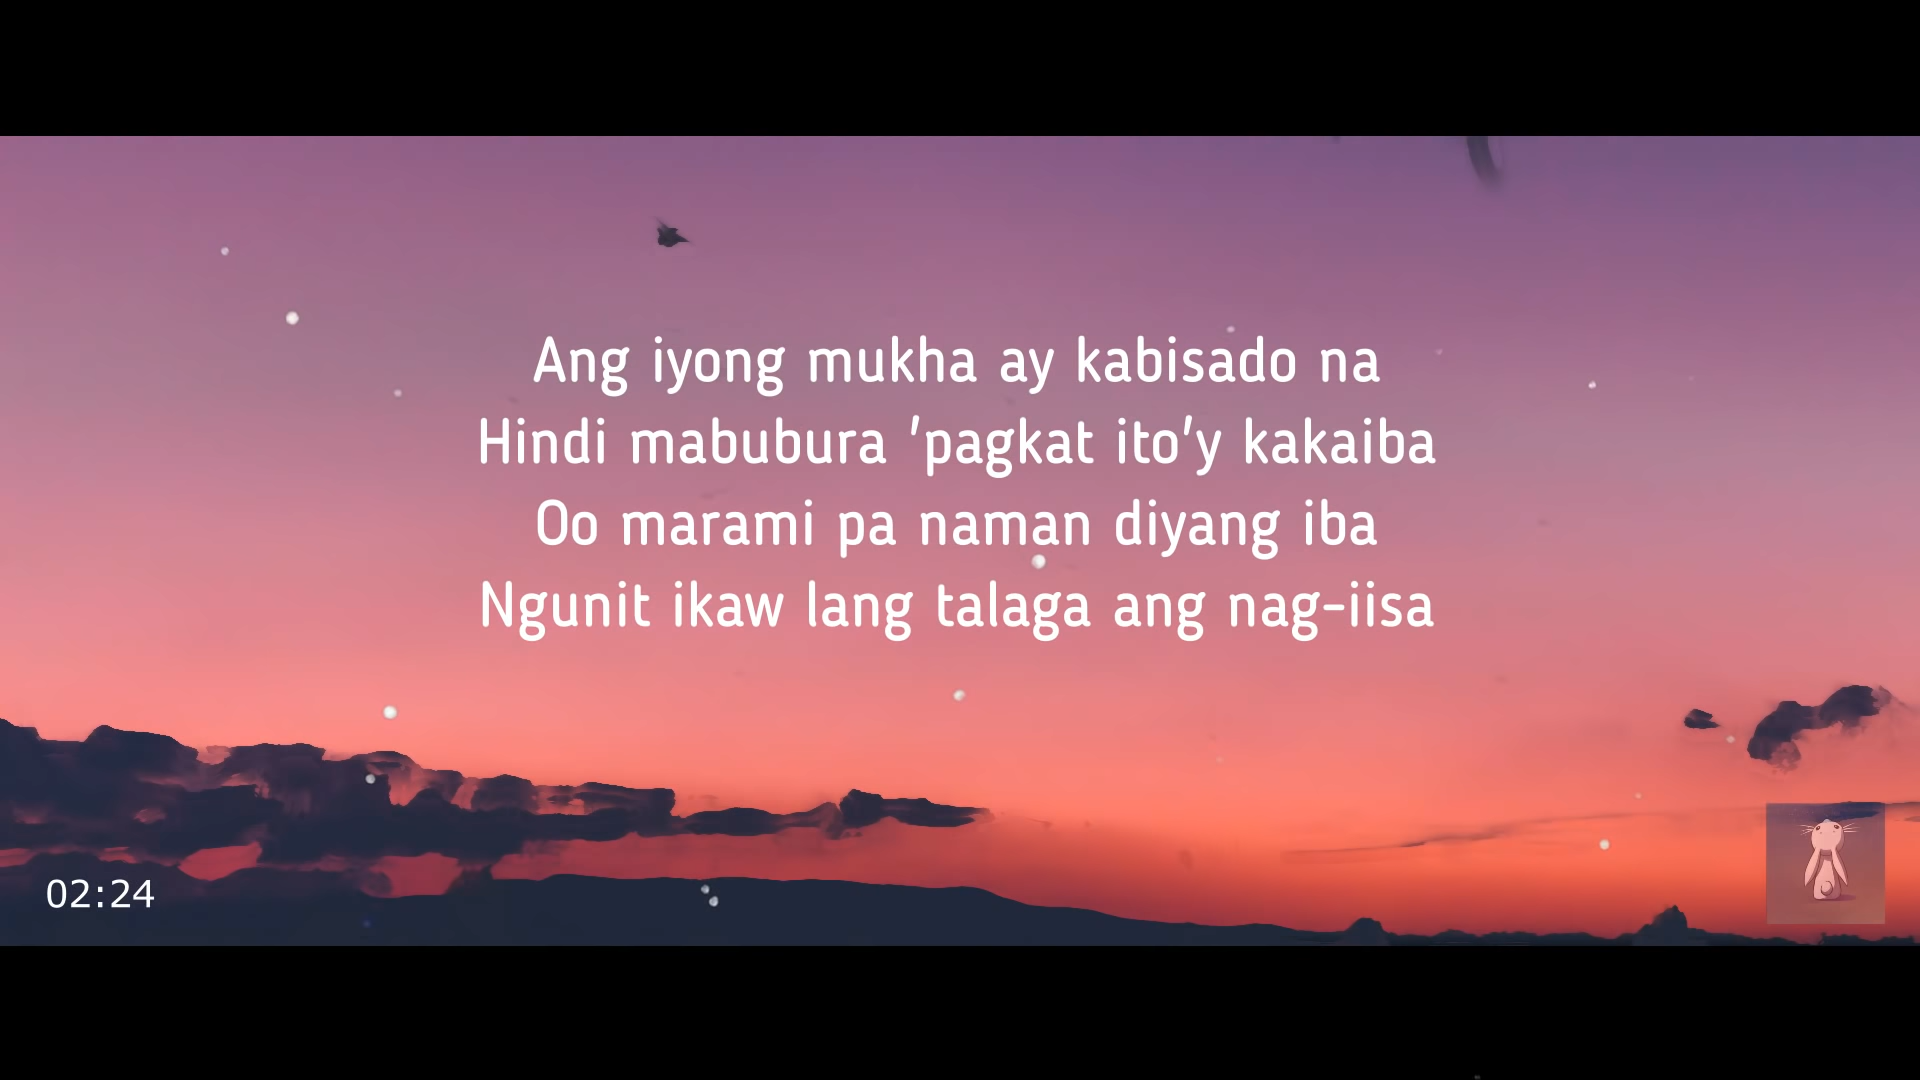 Ang iyong mukha ay kabisado na
Hindi mabubura 'pagkat ito'y kakaiba
Oo marami pa naman diyang iba
Ngunit ikaw lang talaga ang nag-iisa
02:24